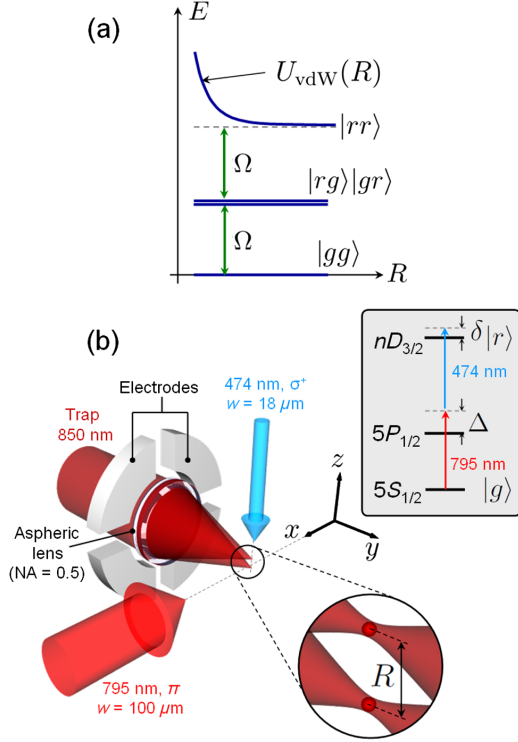 (a)
E
U_vdW(R)
|rr⟩
Ω
|rg⟩|gr⟩
Ω
|gg⟩
R
(b)
Electrodes
Trap
850 nm
474 nm, σ⁺
w = 18 µm
nD3/2
δ
|r⟩
474 nm
5P1/2
Δ
795 nm
5S1/2
|g⟩
z
x
y
Aspheric
lens
(NA = 0.5)
795 nm, π
w = 100 µm
R